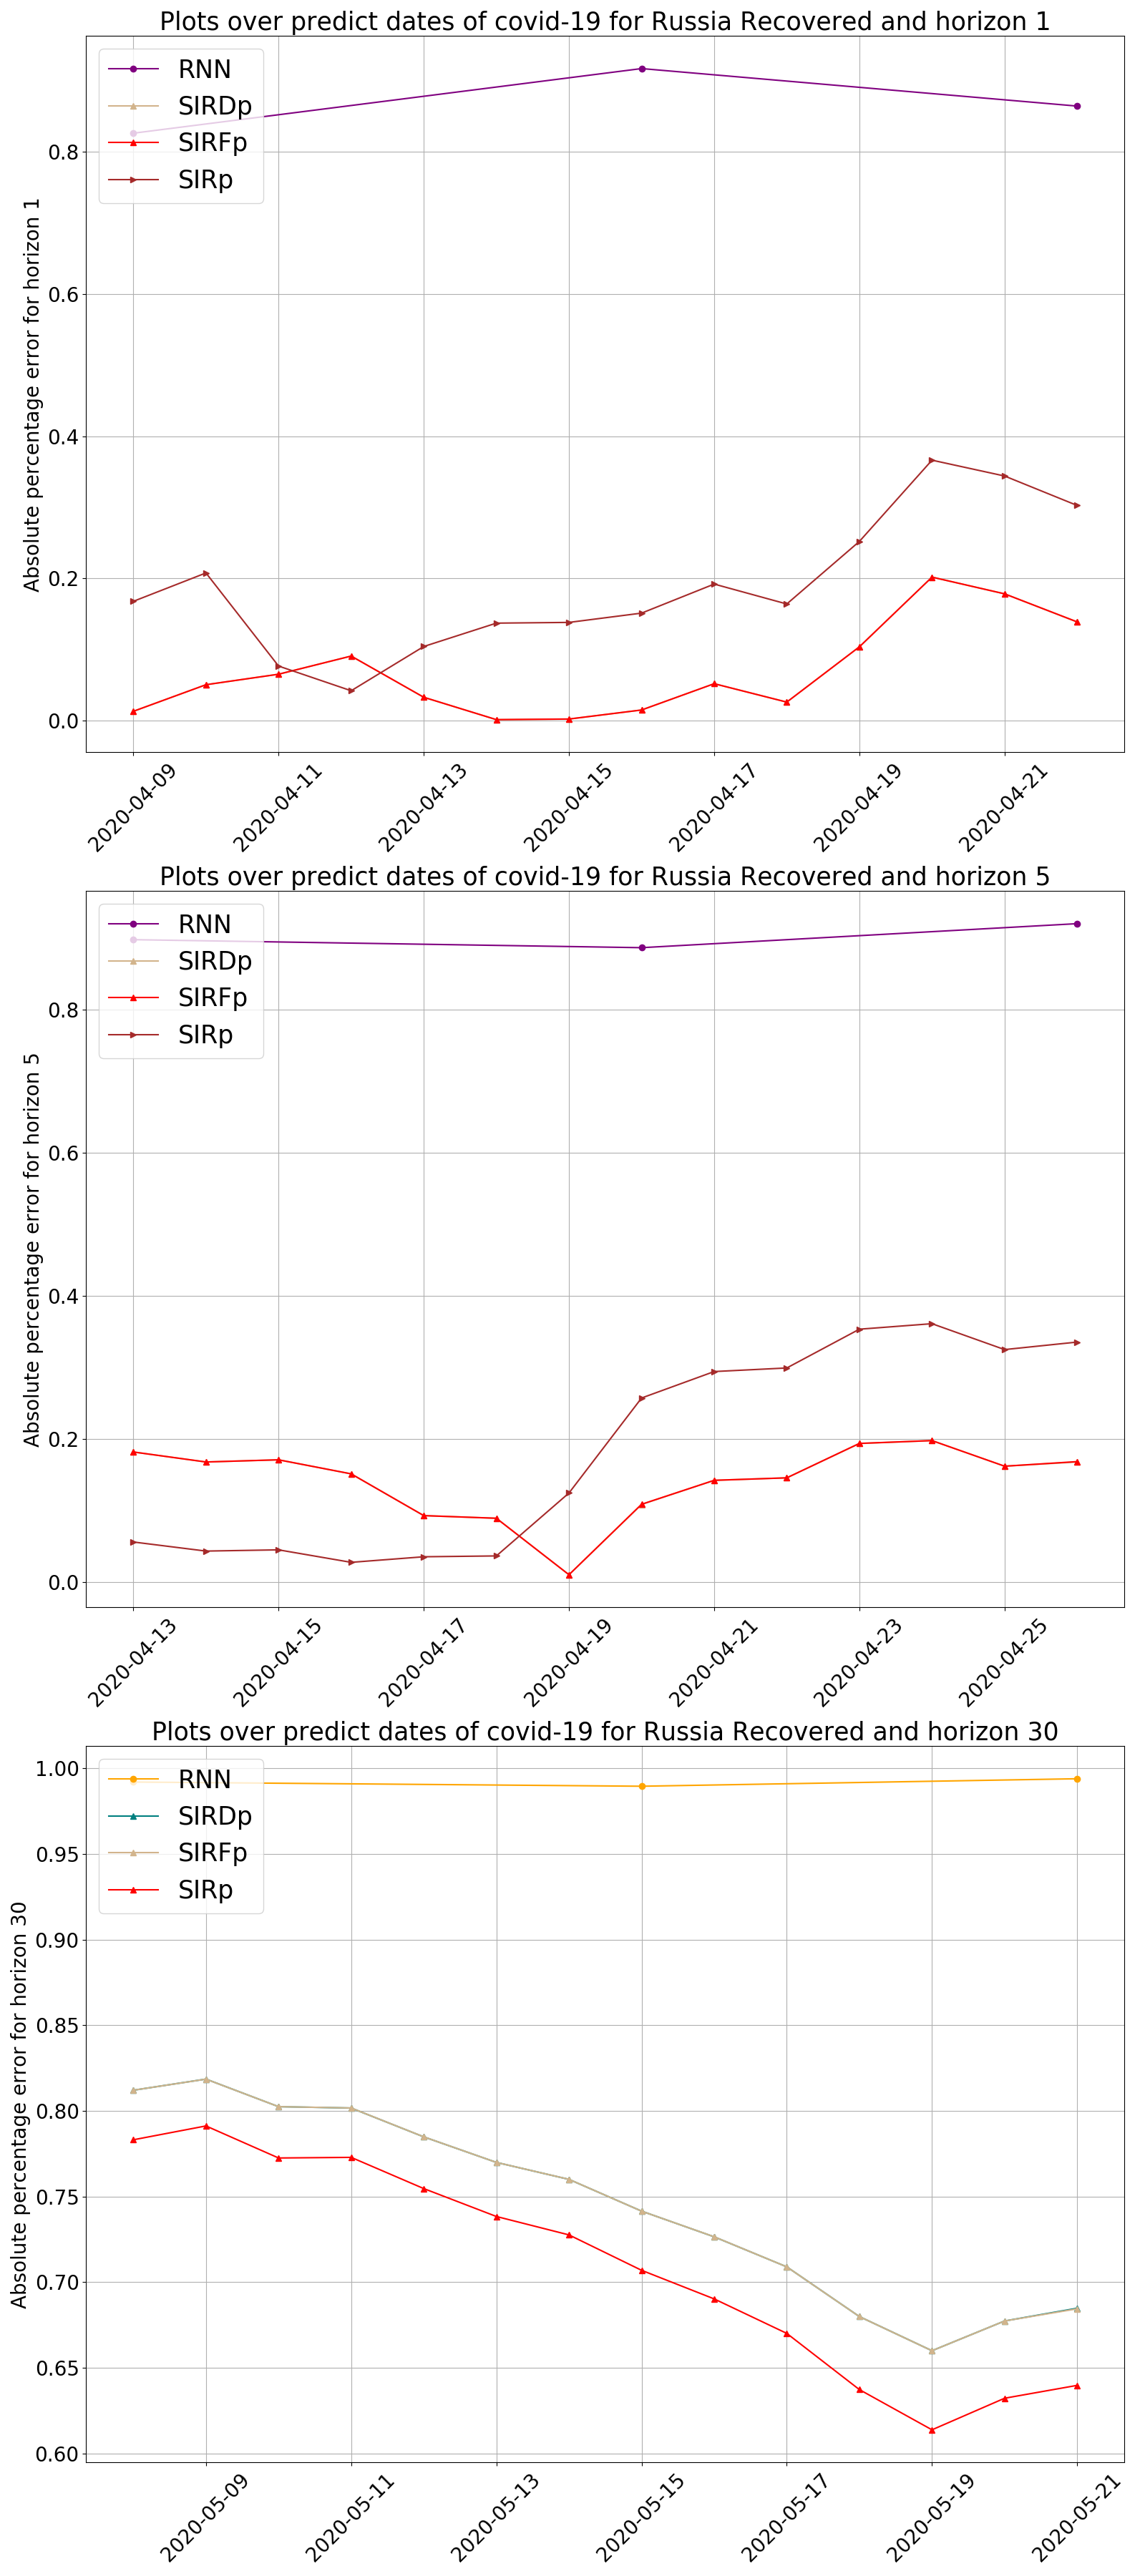 Plots over predict dates of covid-19 for Russia Recovered and horizon 1
RNN
SIRDp
SIRFp
SIRp
Absolute percentage error for horizon 1
0.8
0.6
0.4
0.2
0.0
2020-04-09
2020-04-11
2020-04-13
2020-04-15
2020-04-17
2020-04-19
2020-04-21
Plots over predict dates of covid-19 for Russia Recovered and horizon 5
RNN
SIRDp
SIRFp
SIRp
Absolute percentage error for horizon 5
0.8
0.6
0.4
0.2
0.0
2020-04-13
2020-04-15
2020-04-17
2020-04-19
2020-04-21
2020-04-23
2020-04-25
Plots over predict dates of covid-19 for Russia Recovered and horizon 30
RNN
SIRDp
SIRFp
SIRp
Absolute percentage error for horizon 30
1.00
0.95
0.90
0.85
0.80
0.75
0.70
0.65
0.60
2020-05-09
2020-05-11
2020-05-13
2020-05-15
2020-05-17
2020-05-19
2020-05-21